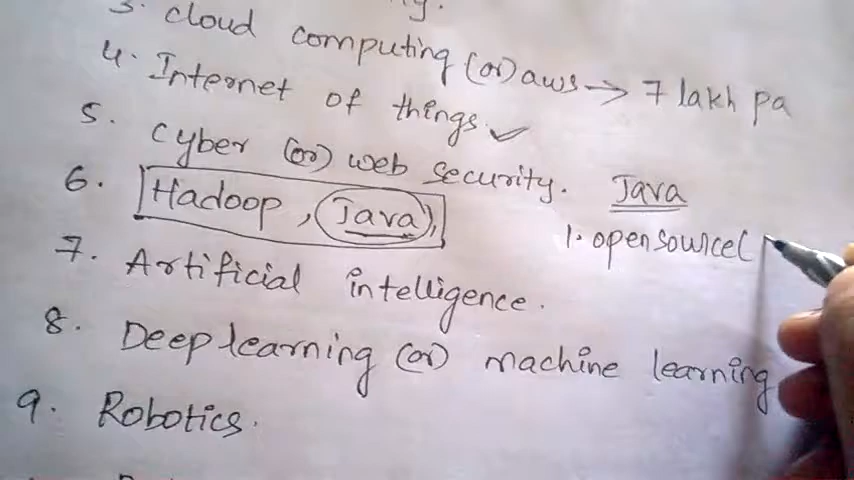 3. cloud computing (or) aws → 7 lakh pa
4. Internet of things ✓
5. Cyber (or) web security.
6. Hadoop, Java,
Java
1. opensource(
7. Artificial intelligence.
8. Deep learning (or) machine learning
9. Robotics.